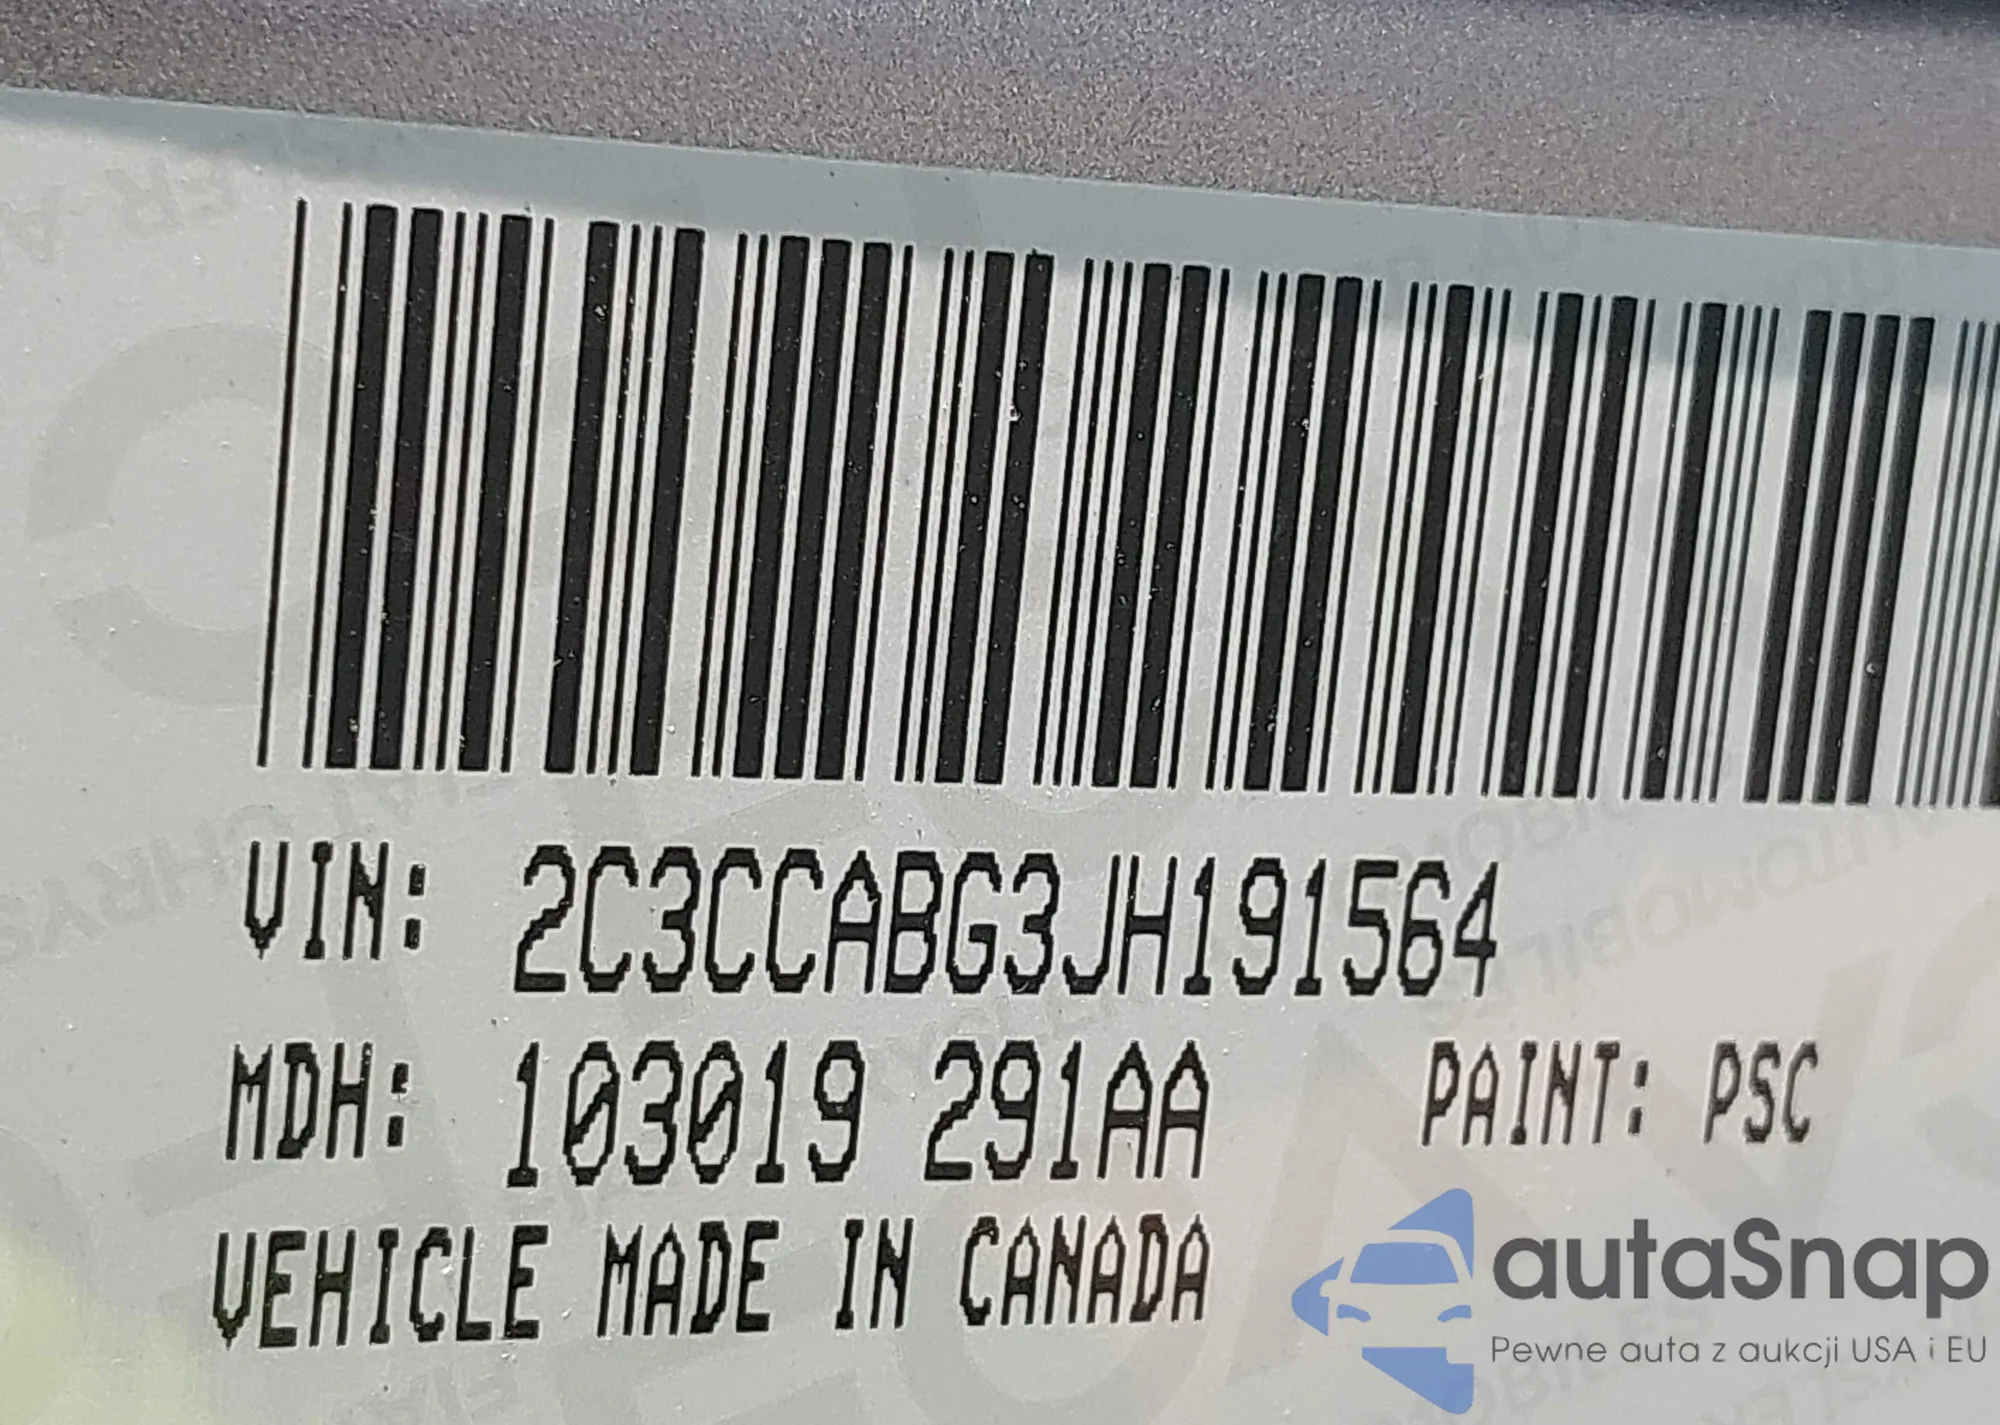 VIN: 2C3CCABG3JH191564
MDH: 103019 291AA PAINT: PSC
VEHICLE MADE IN CANADA
autaSnap
Pewne auta z aukcji USA i EU